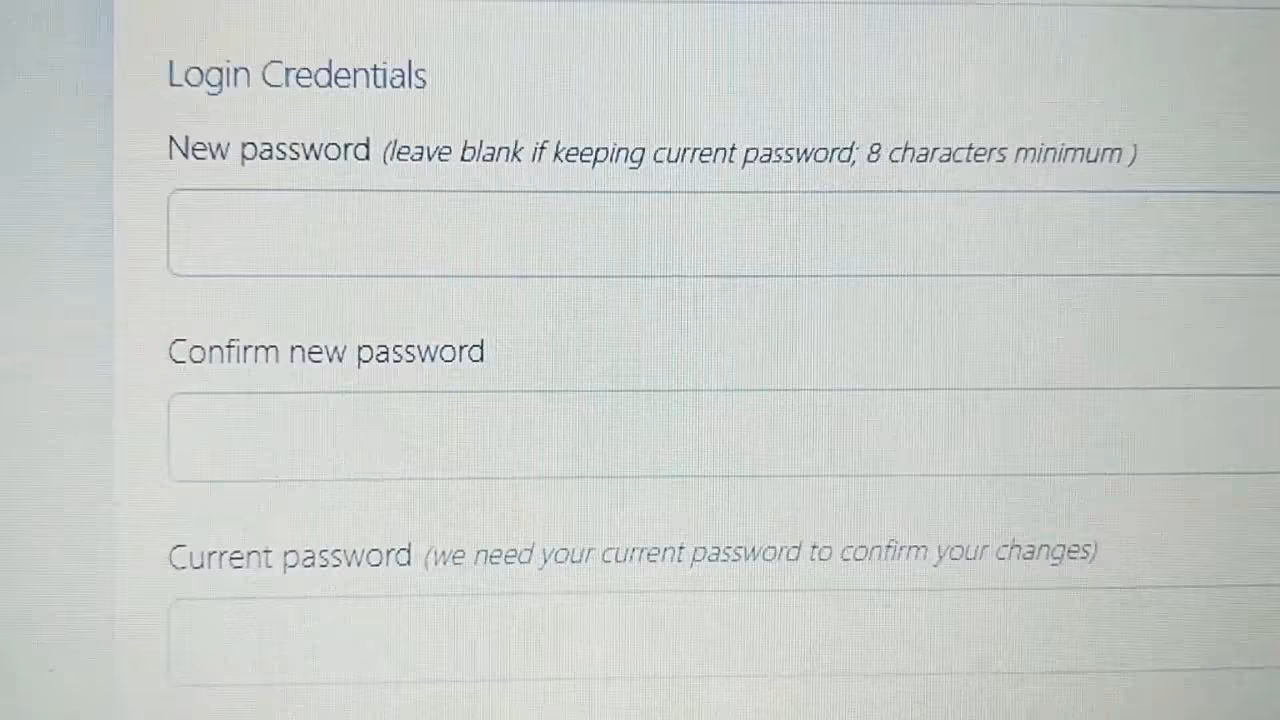 Login Credentials
New password (leave blank if keeping current password; 8 characters minimum )
Confirm new password
Current password (we need your current password to confirm your changes)